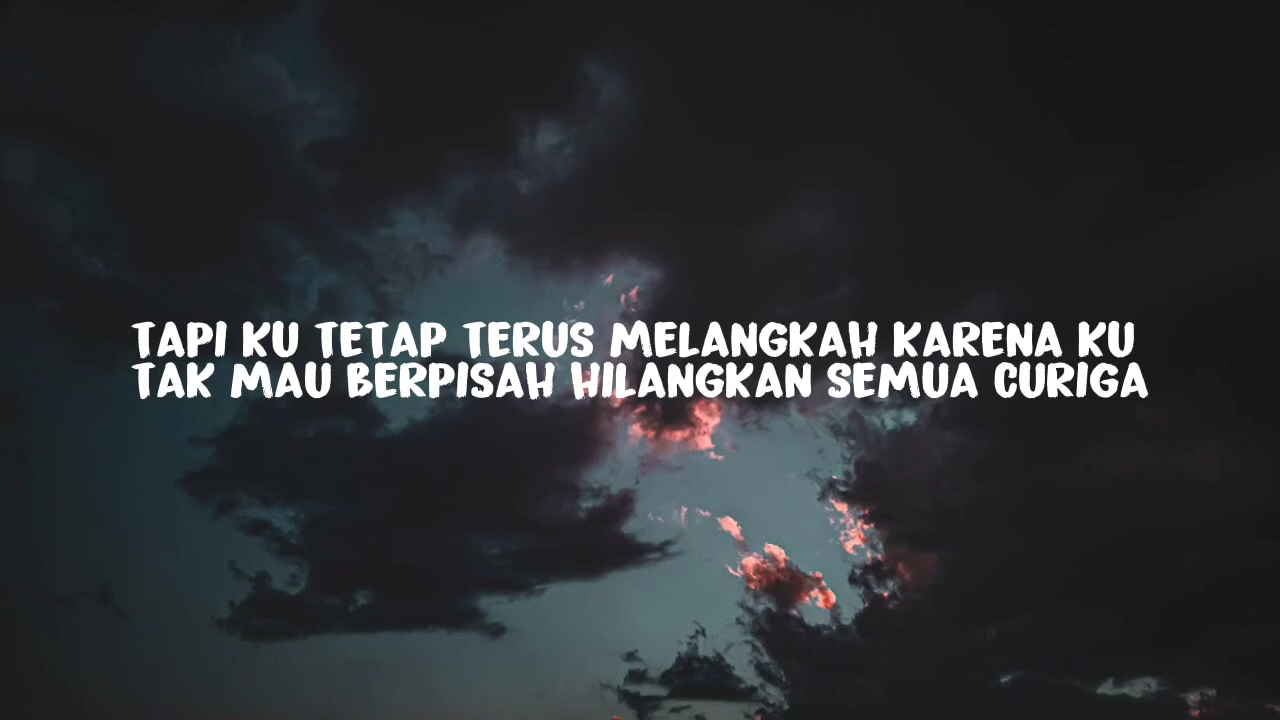 TAPI KU TETAP TERUS MELANGKAH KARENA KU
TAK MAU BERPISAH HILANGKAN SEMUA CURIGA